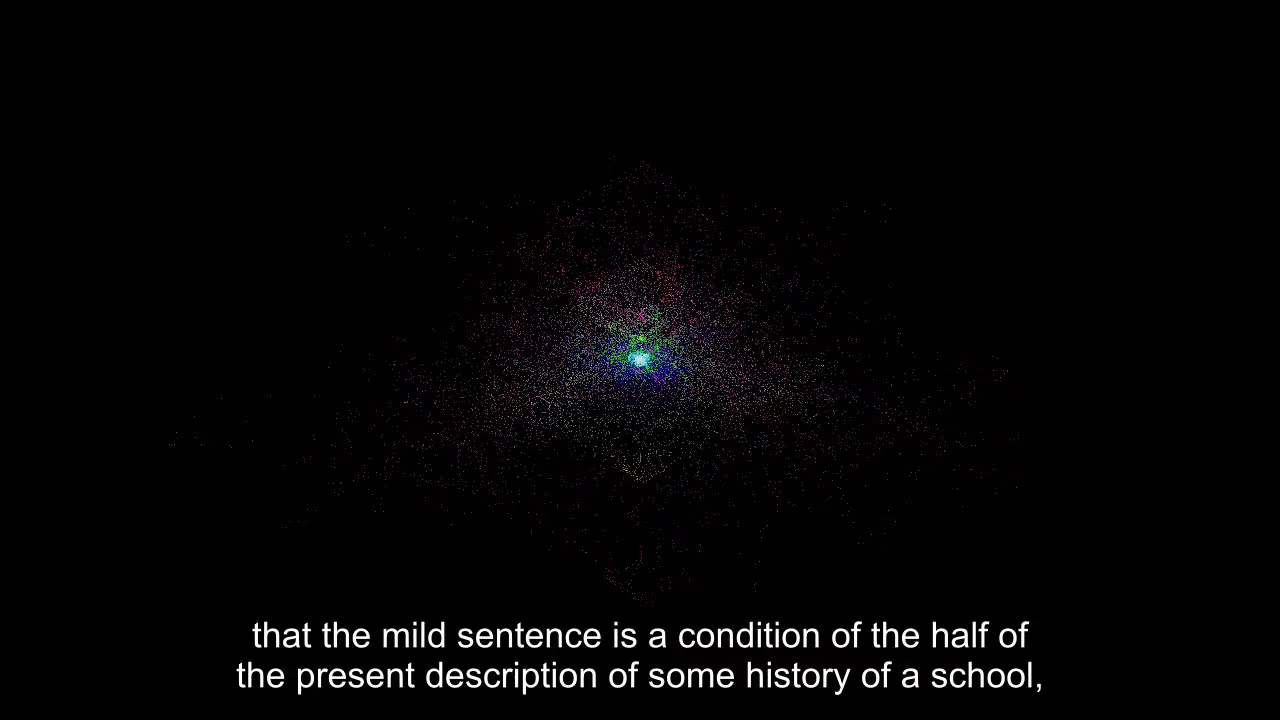 that the mild sentence is a condition of the half of
the present description of some history of a school,